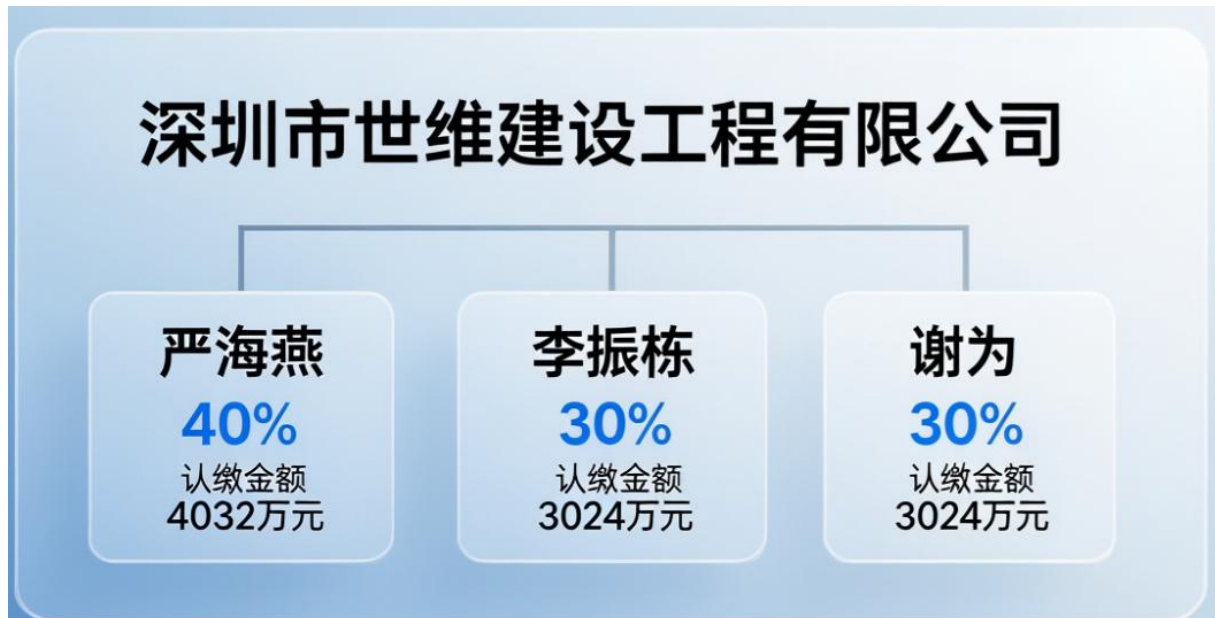 深圳市世维建设工程有限公司
严海燕
40%
认缴金额
4032万元
李振栋
30%
认缴金额
3024万元
谢为
30%
认缴金额
3024万元